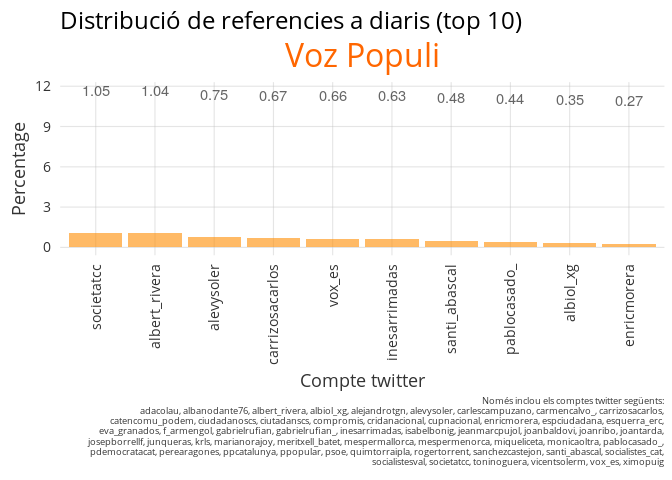 Distribució de referencies a diaris (top 10)
Voz Populi
12
9
6
3
0
Percentage
1.05
1.04
0.75
0.67
0.66
0.63
0.48
0.44
0.35
0.27
societatcc
albert_rivera
alevysoler
carrizosacarlos
vox_es
inesarrimadas
santi_abascal
pablocasado_
albiol_xg
enricmorera
Compte twitter
Només inclou els comptes twitter següents:
adacolau, albanodante76, albert_rivera, albiol_xg, alejandrotgn, alevysoler, carlescampuzano, carmencalvo_, carrizosacarlos,
catencomu_podem, ciudadanoscs, ciutadanscs, compromis, cridanacional, cupnacional, enricmorera, espciudadana, esquerra_erc,
eva_granados, f_armengol, gabrielrufian, gabrielrufian_, inesarrimadas, isabelbonig, jeanmarcpujol, joanbaldovi, joanribo, joantarda,
josepborrellf, junqueras, krls, marianorajoy, meritxell_batet, mespermallorca, mespermenorca, miqueliceta, monicaoltra, pablocasado_,
pdemocratacat, perearagones, ppcatalunya, ppopular, psoe, quimtorraipla, rogertorrent, sanchezcastejon, santi_abascal, socialistes_cat,
socialistesval, societatcc, toninoguera, vicentsolerm, vox_es, ximopuig